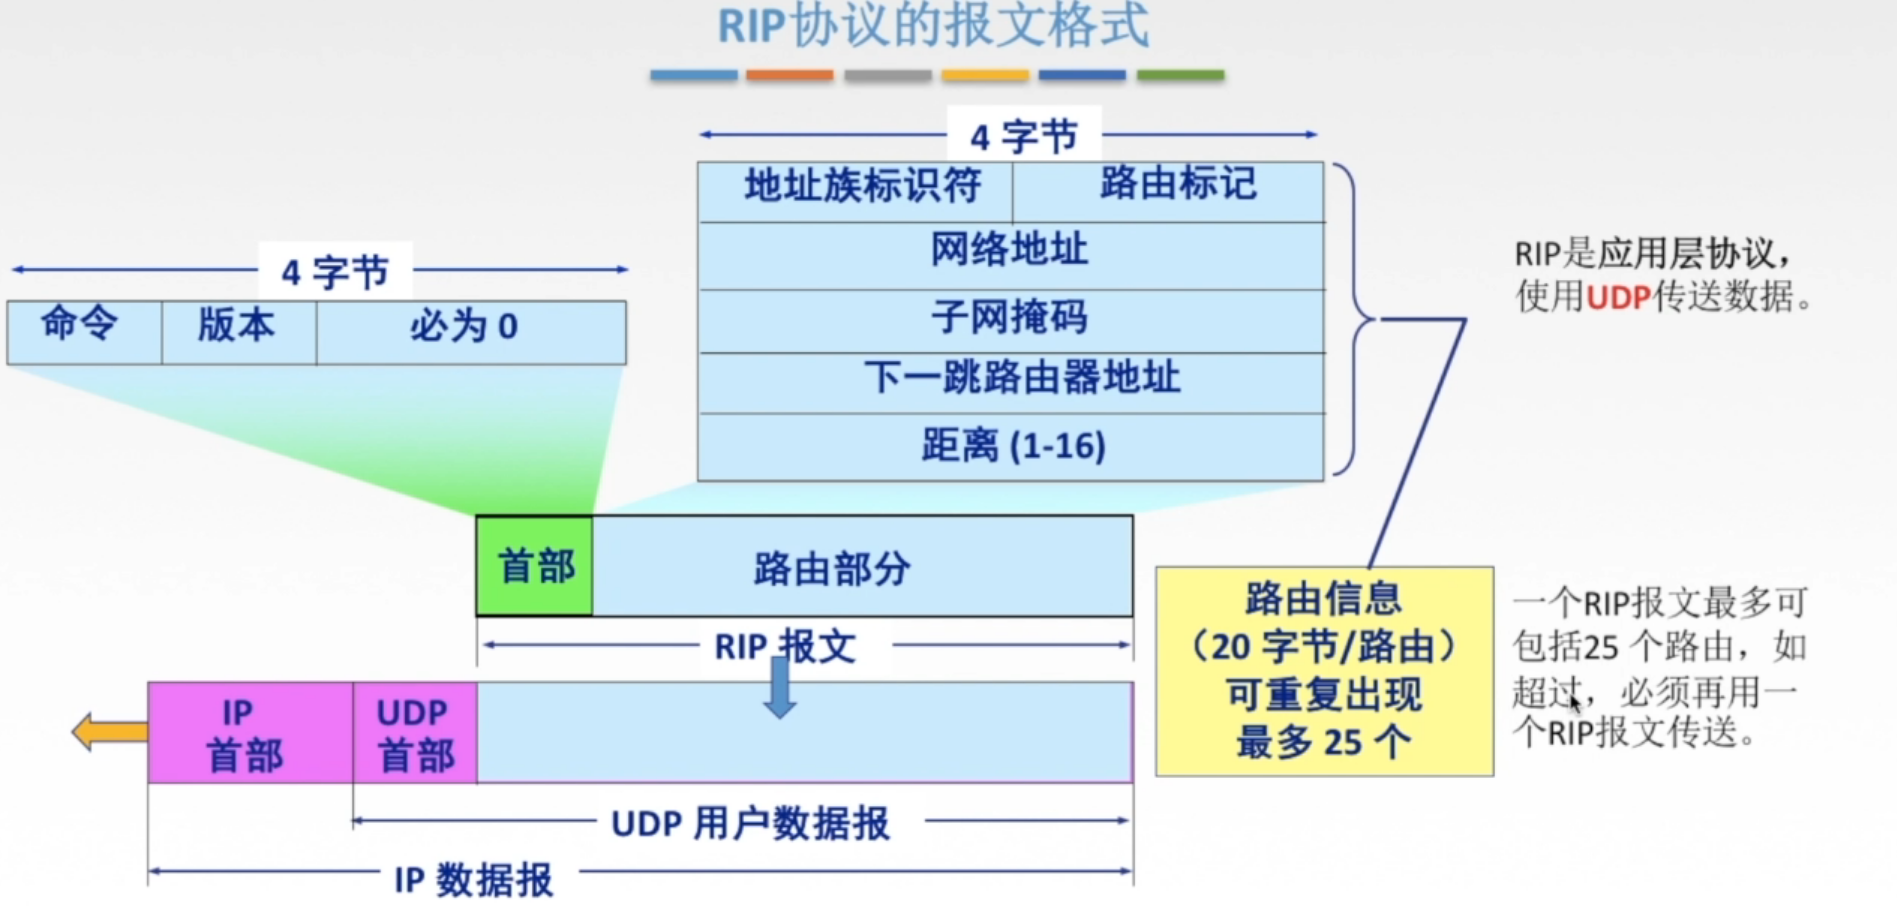 RIP协议的报文格式
4 字节
地址族标识符 路由标记
网络地址
子网掩码
下一跳路由器地址
距离 (1-16)
4 字节
命令 版本 必为 0
RIP是应用层协议，
使用UDP传送数据。
首部 路由部分
RIP 报文
路由信息
（20 字节/路由）
可重复出现
最多 25 个
一个RIP报文最多可
包括25 个路由，如
超过，必须再用一
个RIP报文传送。
IP
首部
UDP
首部
UDP 用户数据报
IP 数据报